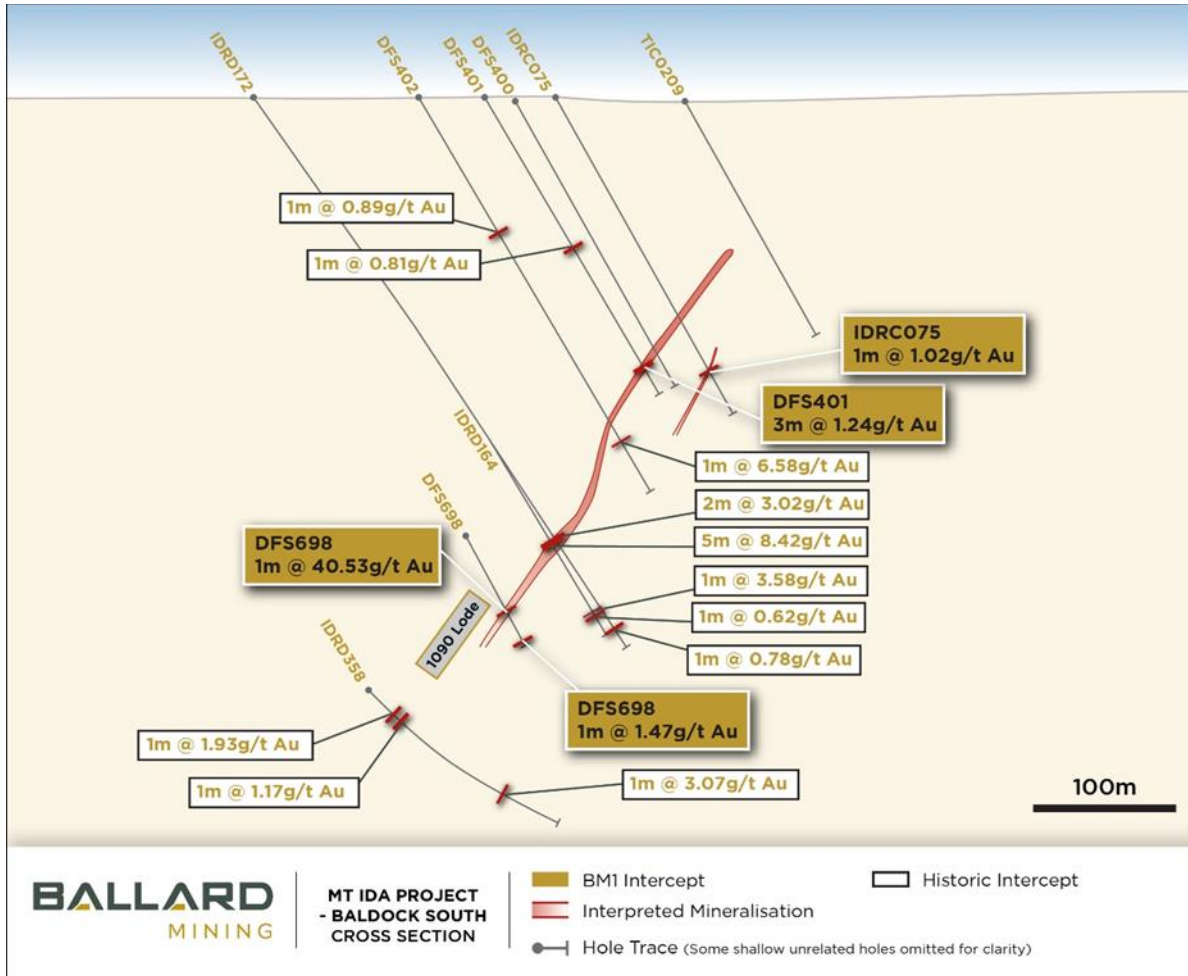 IDRD172
DFS402
DFS401
DFS400
IDRC075
TIC0209
1m @ 0.89g/t Au
1m @ 0.81g/t Au
IDRC075
1m @ 1.02g/t Au
DFS401
3m @ 1.24g/t Au
IDRD164
1m @ 6.58g/t Au
DFS698
2m @ 3.02g/t Au
DFS698
1m @ 40.53g/t Au
5m @ 8.42g/t Au
1m @ 3.58g/t Au
1m @ 0.62g/t Au
1090 Lode
1m @ 0.78g/t Au
IDRD358
DFS698
1m @ 1.47g/t Au
1m @ 1.93g/t Au
1m @ 1.17g/t Au
1m @ 3.07g/t Au
100m
BALLARD
MINING
MT IDA PROJECT
- BALDOCK SOUTH
CROSS SECTION
BM1 Intercept
Historic Intercept
Interpreted Mineralisation
Hole Trace (Some shallow unrelated holes omitted for clarity)